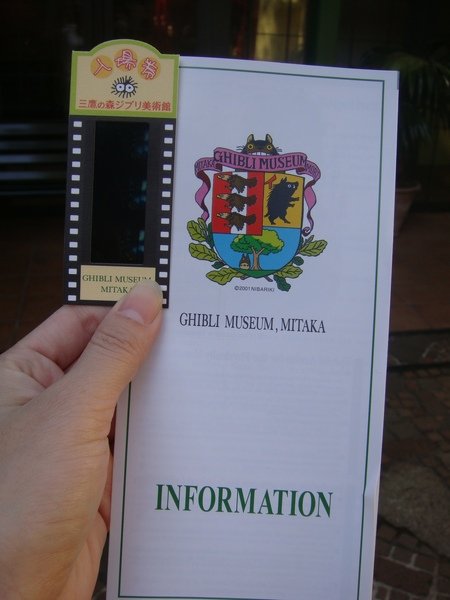 入場券
三鷹の森ジブリ美術館
GHIBLI MUSEUM
MITAKA
MITAKA GHIBLI MUSEUM
©2001 NIBARIKI
GHIBLI MUSEUM, MITAKA
INFORMATION